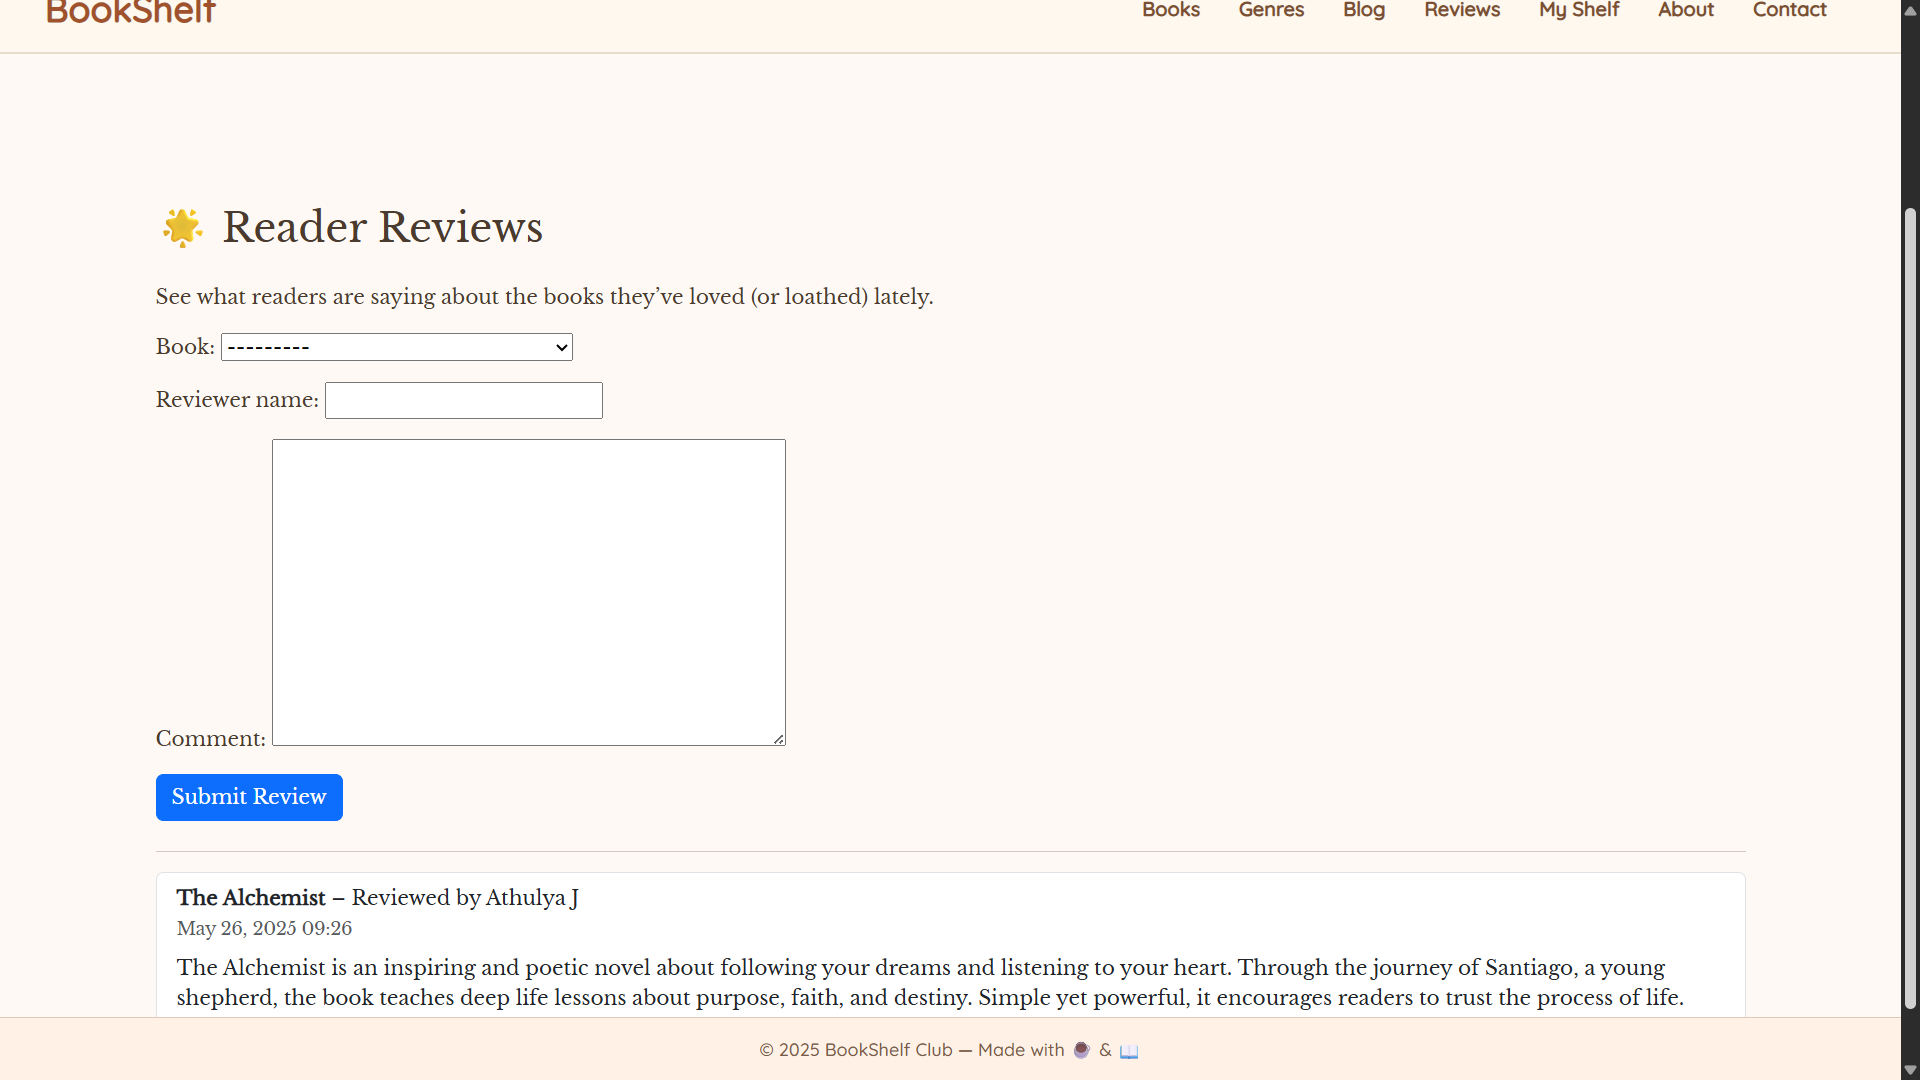 BookShelf
Books Genres Blog Reviews My Shelf About Contact
🌟 Reader Reviews
See what readers are saying about the books they’ve loved (or loathed) lately.
Book: ---------
Reviewer name:
Comment:
Submit Review
The Alchemist – Reviewed by Athulya J
May 26, 2025 09:26
The Alchemist is an inspiring and poetic novel about following your dreams and listening to your heart. Through the journey of Santiago, a young
shepherd, the book teaches deep life lessons about purpose, faith, and destiny. Simple yet powerful, it encourages readers to trust the process of life.
© 2025 BookShelf Club — Made with ☕ & 📖